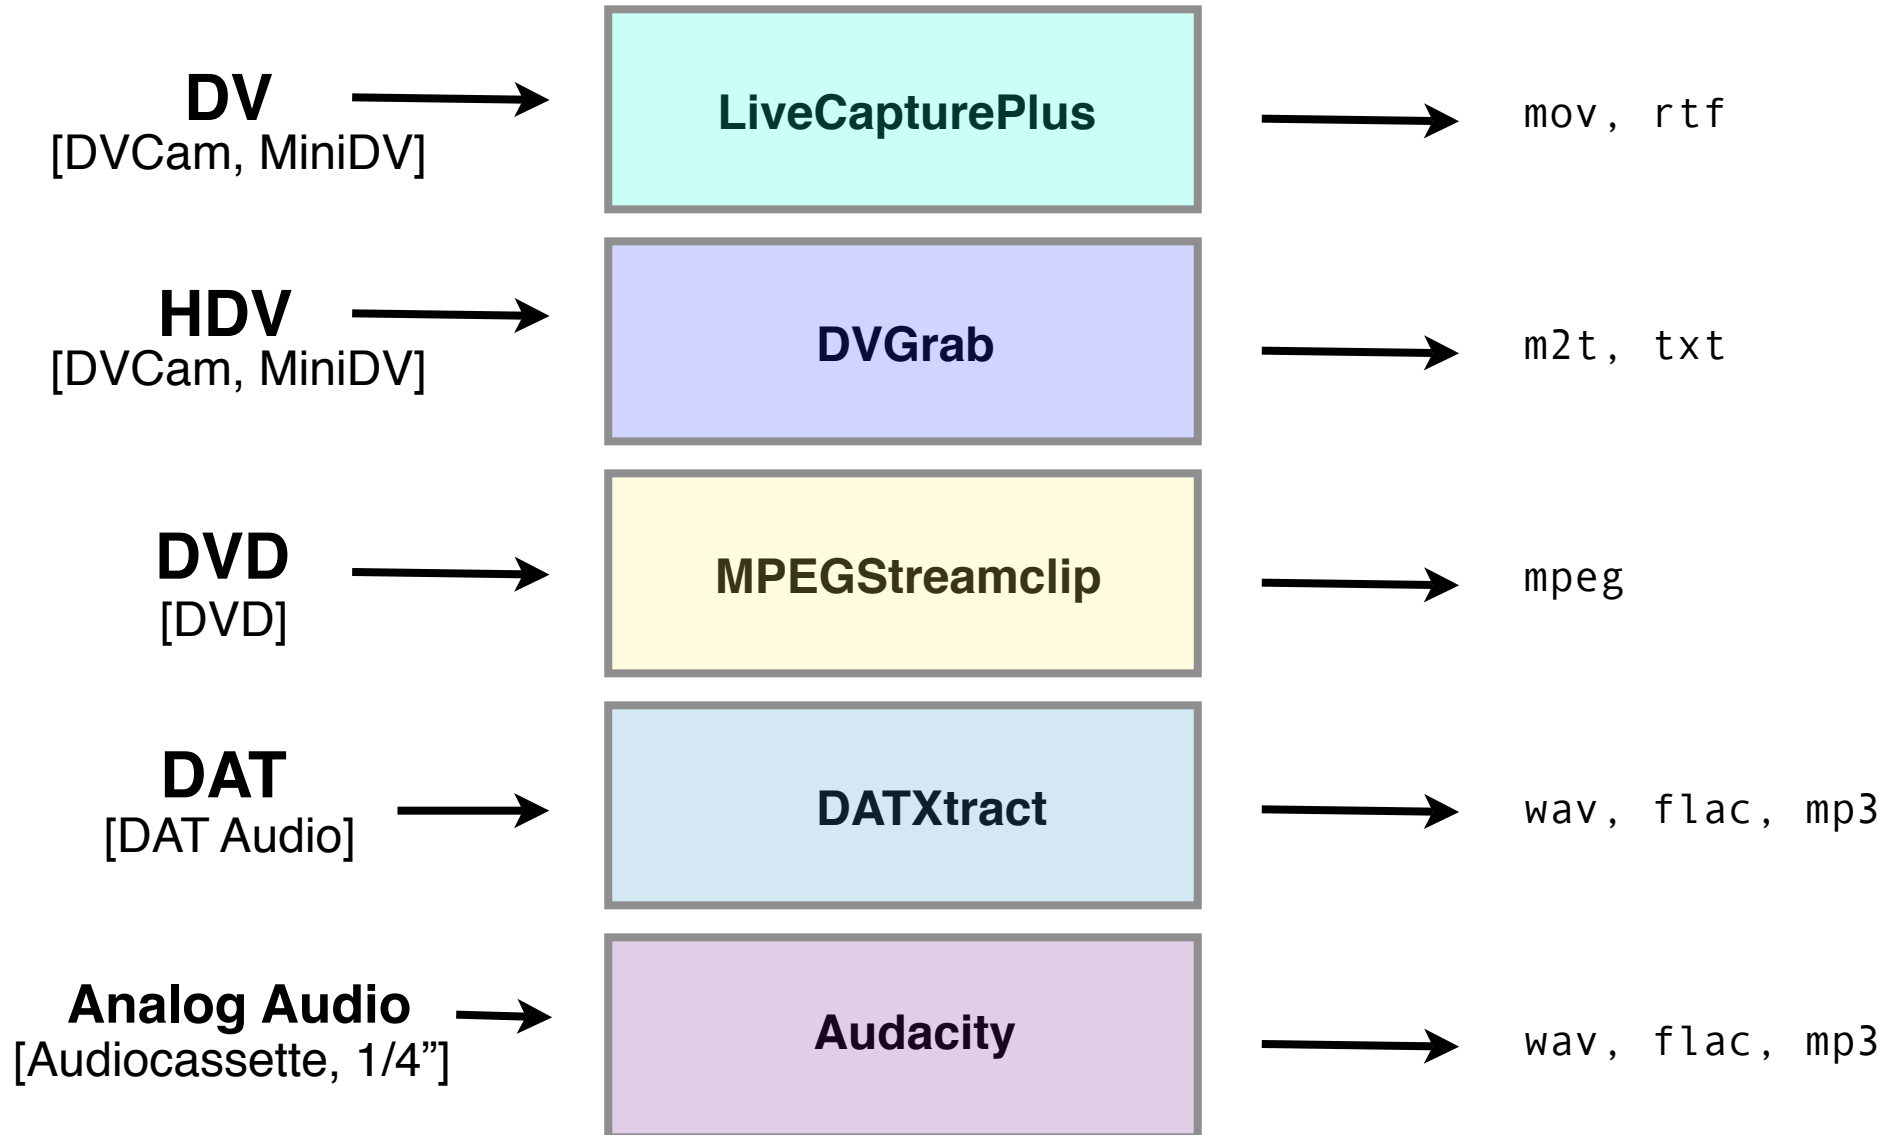 DV
[DVCam, MiniDV]
LiveCapturePlus
mov, rtf
HDV
[DVCam, MiniDV]
DVGrab
m2t, txt
DVD
[DVD]
MPEGStreamclip
mpeg
DAT
[DAT Audio]
DATXtract
wav, flac, mp3
Analog Audio
[Audiocassette, 1/4”]
Audacity
wav, flac, mp3